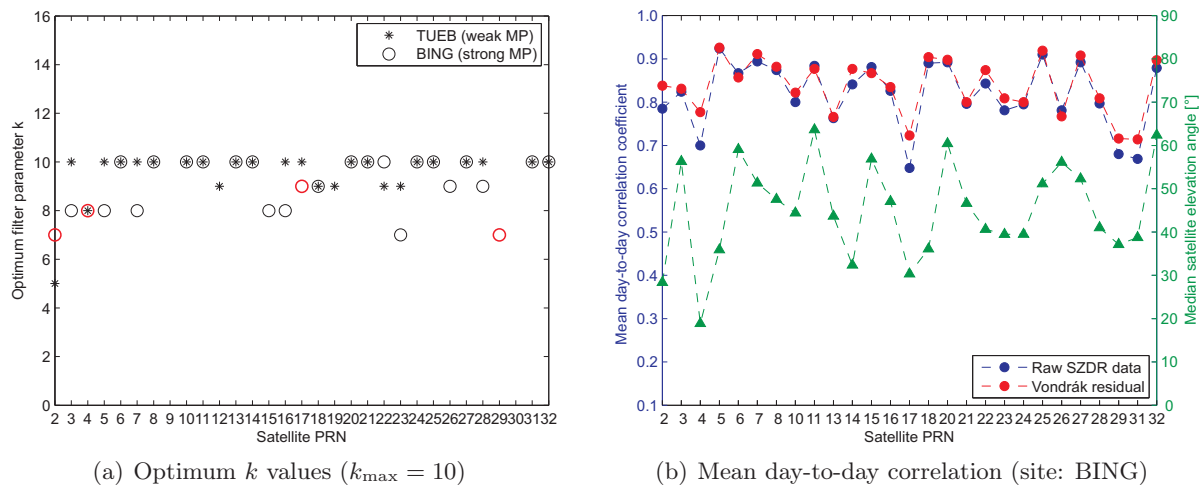 16
14
12
10
8
6
4
2
0
Optimum filter parameter k
TUEB (weak MP)
BING (strong MP)
2 3 4 5 6 7 8 9 10 11 12 13 14 15 16 17 18 19 20 21 22 23 24 25 26 27 28 29 30 31 32
Satellite PRN
(a) Optimum k values (kmax = 10)
1.0
0.9
0.8
0.7
0.6
0.5
0.4
0.3
0.2
0.1
Mean day-to-day correlation coefficient
90
80
70
60
50
40
30
20
10
0
Median satellite elevation angle [°]
Raw SZDR data
Vondrák residual
2 3 4 5 6 7 8 10 11 13 14 15 16 17 18 20 21 22 23 24 25 26 27 28 29 31 32
Satellite PRN
(b) Mean day-to-day correlation (site: BING)